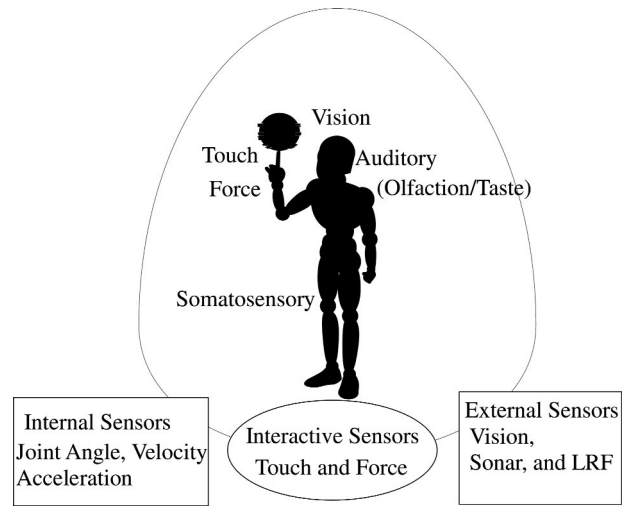 Vision
Touch
Auditory
Force
(Olfaction/Taste)
Somatosensory
Internal Sensors
Joint Angle, Velocity
Acceleration
Interactive Sensors
Touch and Force
External Sensors
Vision,
Sonar, and LRF